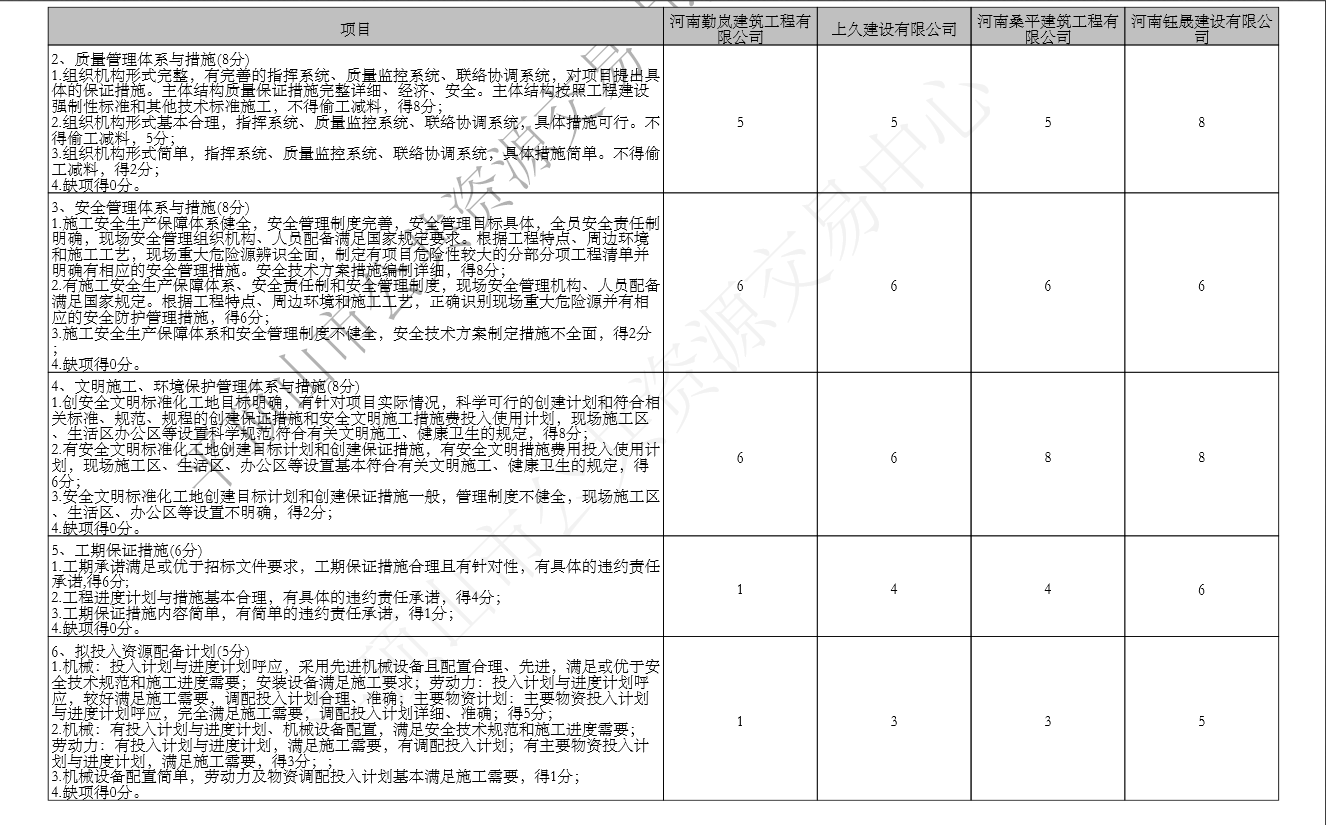 项目
河南勤岚建筑工程有
限公司
上久建设有限公司
河南桑平建筑工程有
限公司
河南钰晟建设有限公
司
2、质量管理体系与措施(8分)
1.组织机构形式完整，有完善的指挥系统、质量监控系统、联络协调系统，对项目提出具
体的保证措施。主体结构质量保证措施完整详细、经济、安全。主体结构按照工程建设
强制性标准和其他技术标准施工，不得偷工减料，得8分；
2.组织机构形式基本合理，指挥系统、质量监控系统、联络协调系统，具体措施可行。不
得偷工减料，5分；
3.组织机构形式简单，指挥系统、质量监控系统、联络协调系统，具体措施简单。不得偷
工减料，得2分；
4.缺项得0分。
5
5
5
8
3、安全管理体系与措施(8分)
1.施工安全生产保障体系健全，安全管理制度完善，安全管理目标具体，全员安全责任制
明确，现场安全管理组织机构、人员配备满足国家规定要求。根据工程特点、周边环境
和施工工艺，现场重大危险源辨识全面，制定有项目危险性较大的分部分项工程清单并
明确有相应的安全管理措施。安全技术方案措施编制详细，得8分；
2.有施工安全生产保障体系、安全责任制和安全管理制度，现场安全管理机构、人员配备
满足国家规定。根据工程特点、周边环境和施工工艺，正确识别现场重大危险源并有相
应的安全防护管理措施，得6分；
3.施工安全生产保障体系和安全管理制度不健全，安全技术方案制定措施不全面，得2分
；
4.缺项得0分。
6
6
6
6
4、文明施工、环境保护管理体系与措施(8分)
1.创安全文明标准化工地目标明确，有针对项目实际情况，科学可行的创建计划和符合相
关标准、规范、规程的创建保证措施和安全文明施工措施费投入使用计划，现场施工区
、生活区办公区等设置科学规范,符合有关文明施工、健康卫生的规定，得8分；
2.有安全文明标准化工地创建目标计划和创建保证措施，有安全文明措施费用投入使用计
划，现场施工区、生活区、办公区等设置基本符合有关文明施工、健康卫生的规定，得
6分；
3.安全文明标准化工地创建目标计划和创建保证措施一般，管理制度不健全，现场施工区
、生活区、办公区等设置不明确，得2分；
4.缺项得0分。
6
6
8
8
5、工期保证措施(6分)
1.工期承诺满足或优于招标文件要求，工期保证措施合理且有针对性，有具体的违约责任
承诺,得6分;
2.工程进度计划与措施基本合理，有具体的违约责任承诺，得4分；
3.工期保证措施内容简单，有简单的违约责任承诺，得1分；
4.缺项得0分。
1
4
4
6
6、拟投入资源配备计划(5分)
1.机械：投入计划与进度计划呼应，采用先进机械设备且配置合理、先进，满足或优于安
全技术规范和施工进度需要；安装设备满足施工要求；劳动力：投入计划与进度计划呼
应，较好满足施工需要，调配投入计划合理、准确；主要物资计划：主要物资投入计划
与进度计划呼应，完全满足施工需要，调配投入计划详细、准确；得5分；
2.机械：有投入计划与进度计划、机械设备配置，满足安全技术规范和施工进度需要；
劳动力：有投入计划与进度计划，满足施工需要，有调配投入计划；有主要物资投入计
划与进度计划，满足施工需要，得3分；；
3.机械设备配置简单，劳动力及物资调配投入计划基本满足施工需要，得1分；
4.缺项得0分。
1
3
3
5
平顶山市公共资源交易
顶山市公共资源交易中心